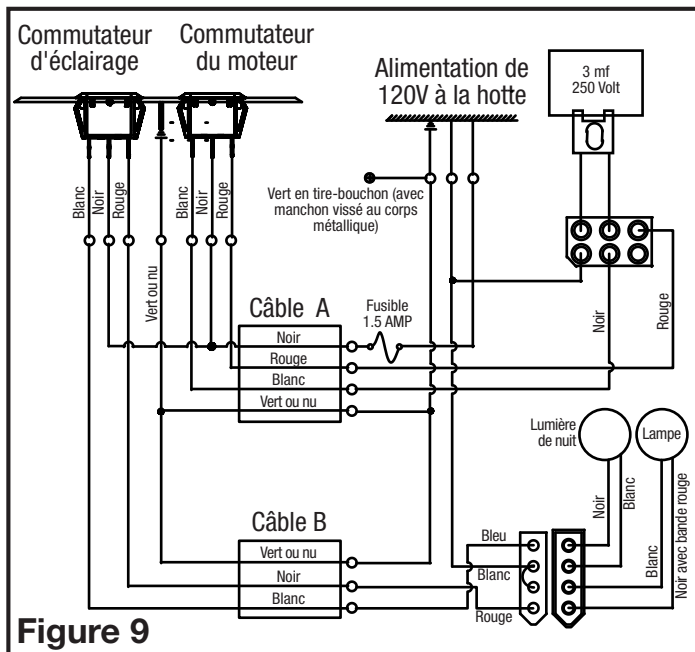 Commutateur
d'éclairage
Commutateur
du moteur
Alimentation de
120V à la hotte
3 mf
250 Volt
Blanc
Noir
Rouge
Vert ou nu
Blanc
Noir
Rouge
Vert en tire-bouchon (avec
manchon vissé au corps
métallique)
Câble A
Fusible
1.5 AMP
Noir
Rouge
Blanc
Vert ou nu
Noir
Rouge
Lumière
de nuit
Lampe
Noir
Blanc
Blanc
Noir avec bande rouge
Câble B
Vert ou nu
Noir
Blanc
Bleu
Blanc
Rouge
Figure 9